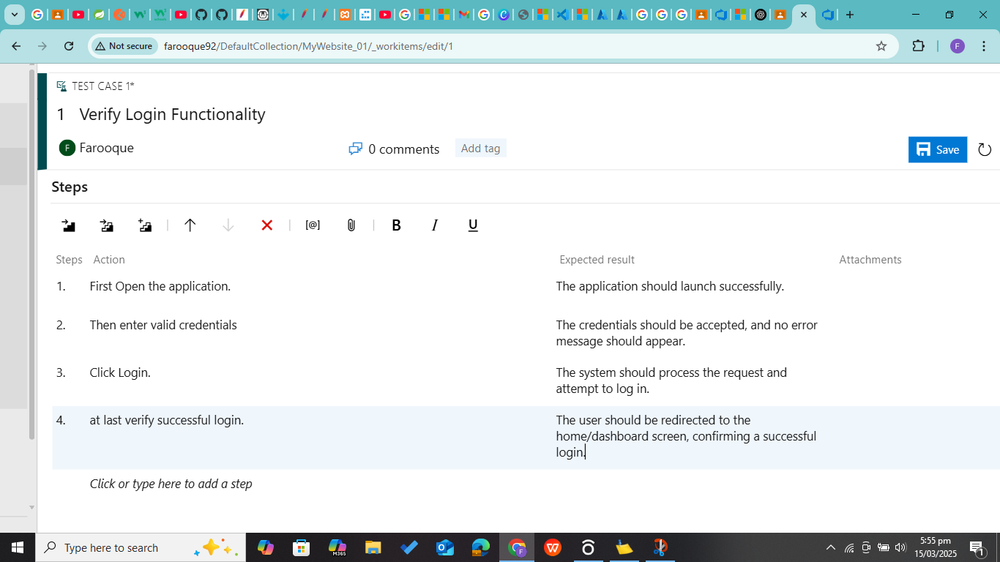 Not secure farooque92/DefaultCollection/MyWebsite_01/_workitems/edit/1 F
TEST CASE 1*
1 Verify Login Functionality
F Farooque 0 comments Add tag Save
Steps
[@] B I U
Steps Action Expected result Attachments
1. First Open the application. The application should launch successfully.
2. Then enter valid credentials The credentials should be accepted, and no error
message should appear.
3. Click Login. The system should process the request and
attempt to log in.
4. at last verify successful login. The user should be redirected to the
home/dashboard screen, confirming a successful
login.
Click or type here to add a step
Type here to search M365 F 5:55 pm
15/03/2025 1